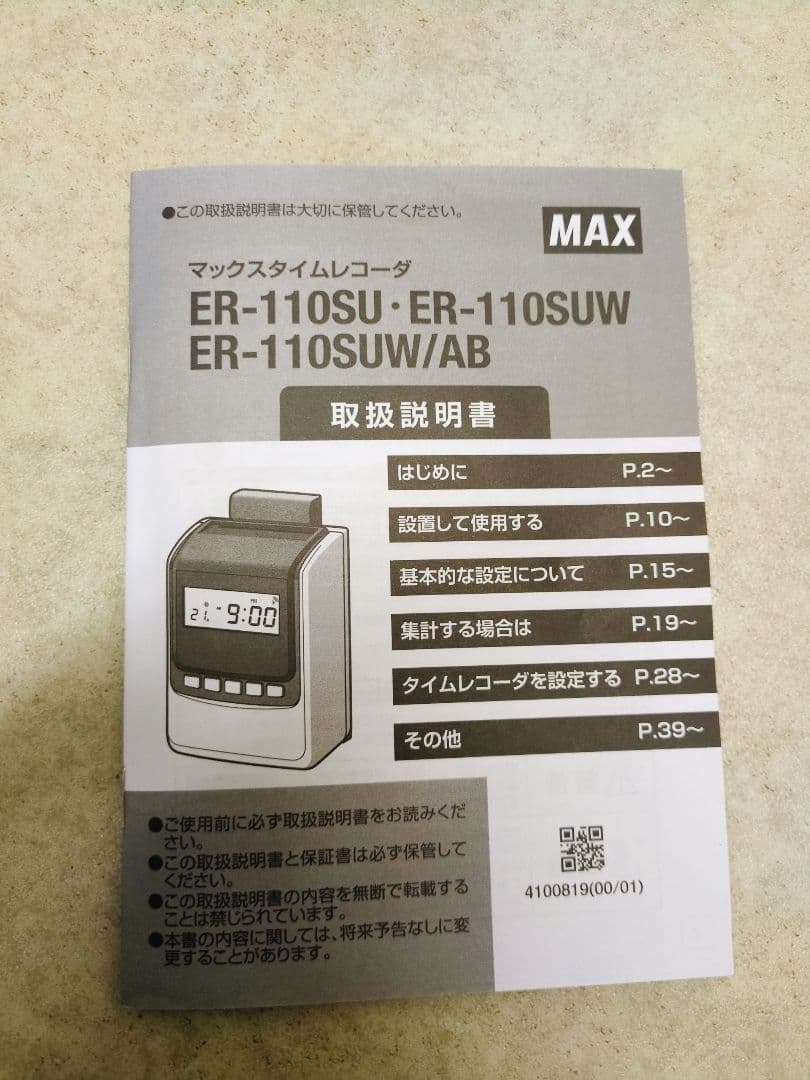 ●この取扱説明書は大切に保管してください。
MAX
マックスタイムレコーダ
ER-110SU・ER-110SUW
ER-110SUW/AB
取扱説明書
はじめに P.2～
設置して使用する P.10～
基本的な設定について P.15～
集計する場合は P.19～
タイムレコーダを設定する P.28～
その他 P.39～
21 9:00
●ご使用前に必ず取扱説明書をお読みくだ
さい。
●この取扱説明書と保証書は必ず保管して
ください。
●この取扱説明書の内容を無断で転載する
ことは禁じられています。
●本書の内容に関しては、将来予告なしに変
更することがあります。
4100819(00/01)